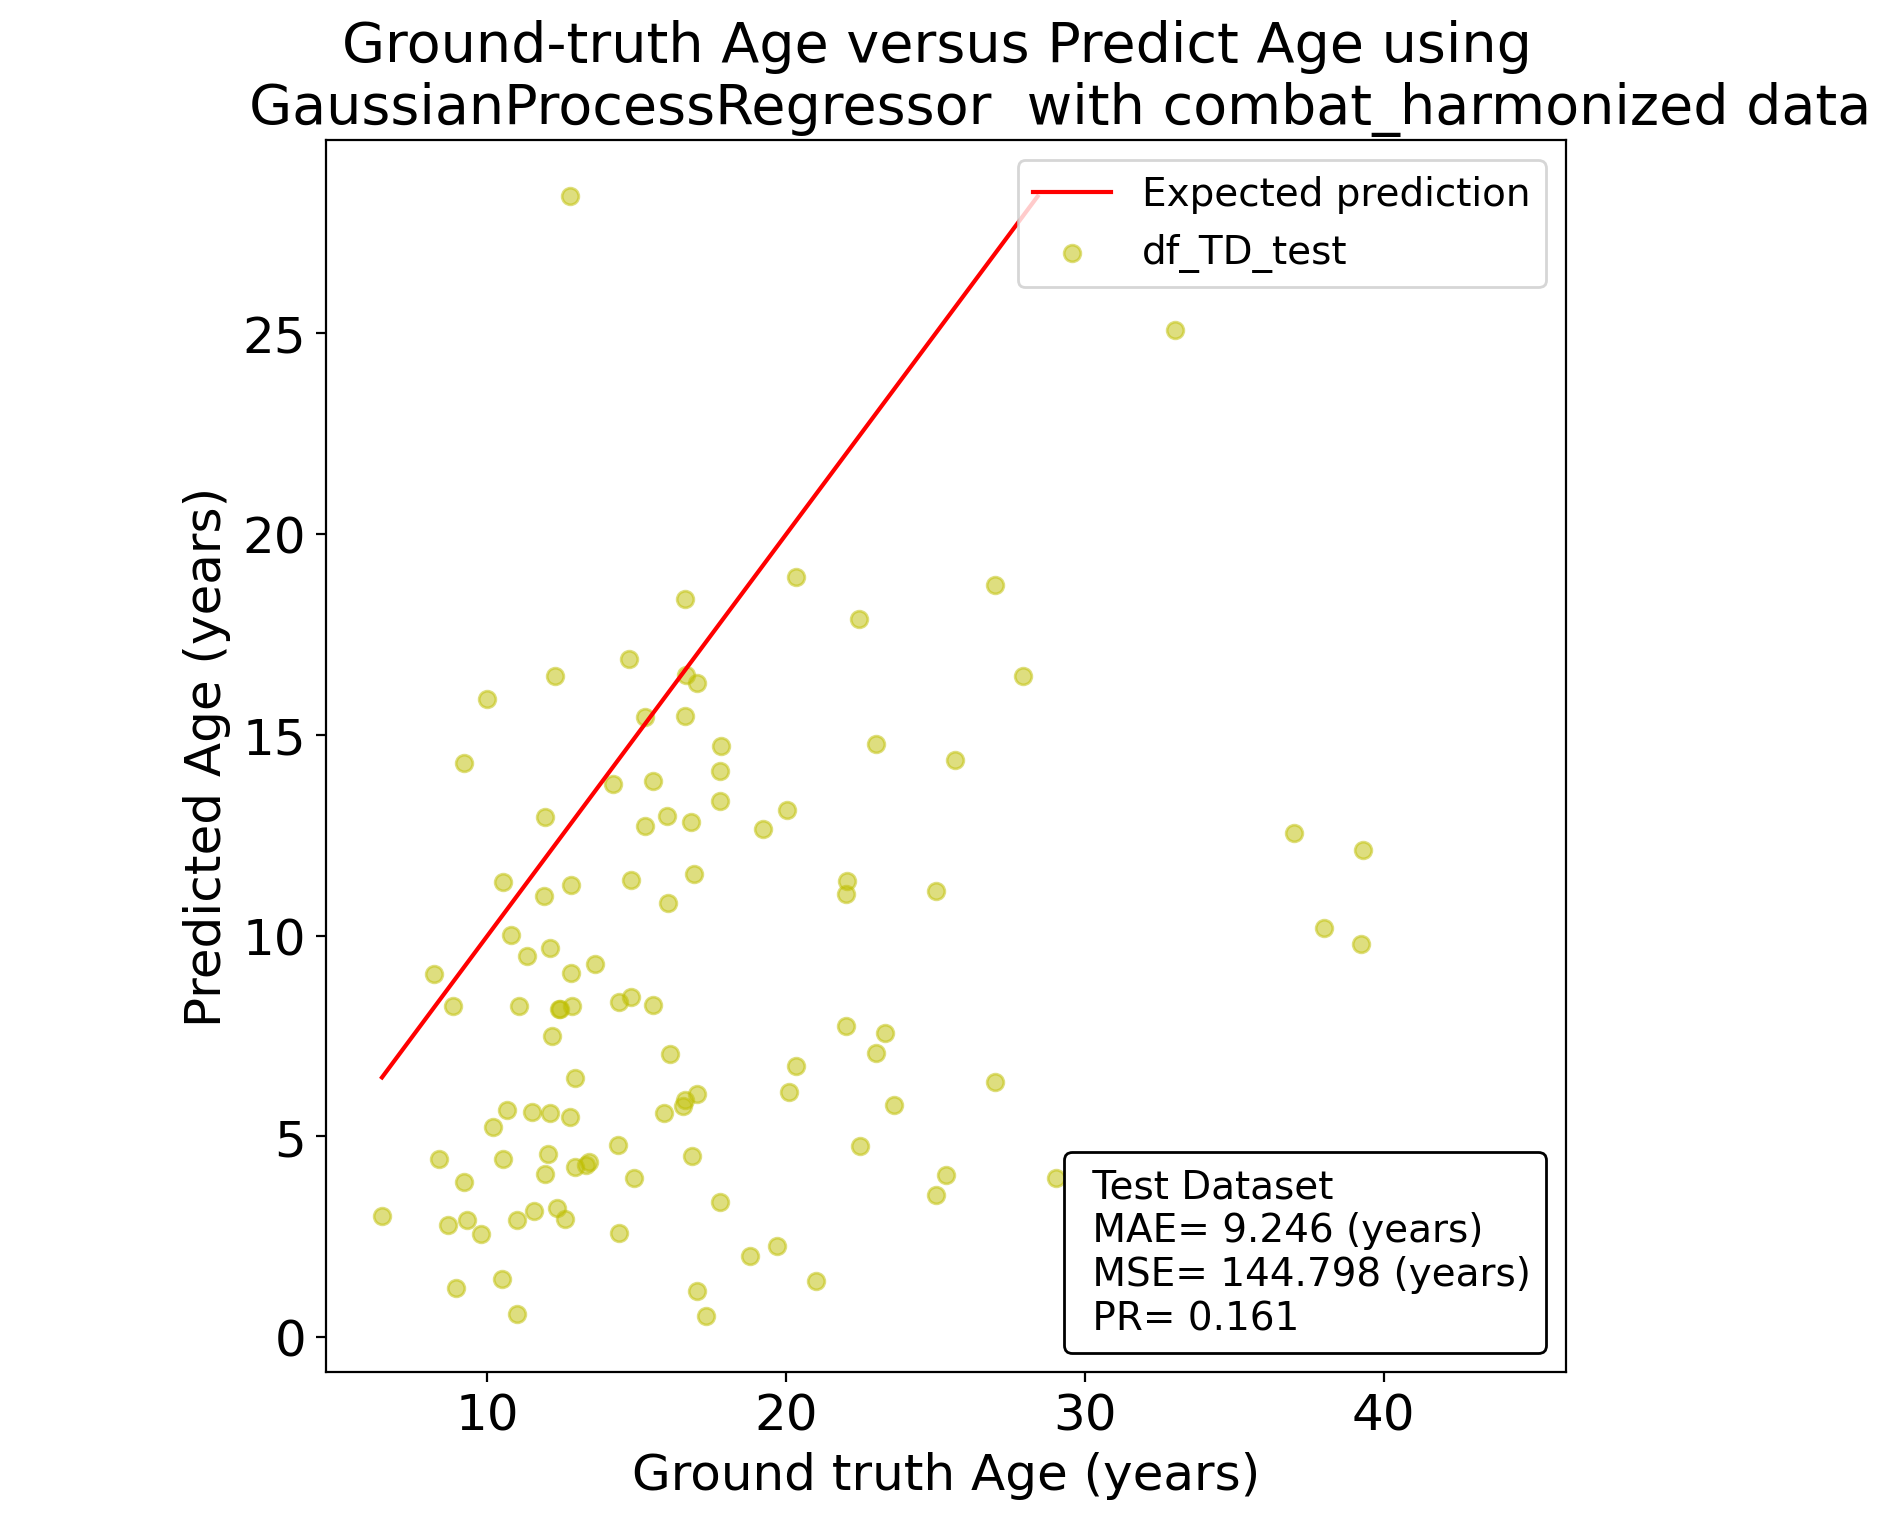 Ground-truth Age versus Predict Age using
GaussianProcessRegressor  with combat_harmonized data
Expected prediction
df_TD_test
Predicted Age (years)
25
20
15
10
5
0
Test Dataset
MAE= 9.246 (years)
MSE= 144.798 (years)
PR= 0.161
10 20 30 40
Ground truth Age (years)